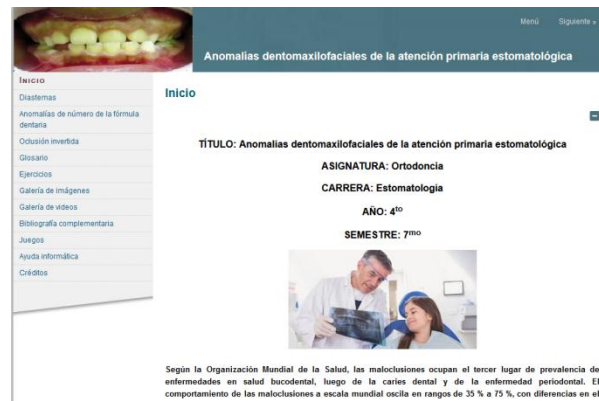 Menú Siguiente »
Anomalías dentomaxilofaciales de la atención primaria estomatológica
INICIO
Diastemas
Anomalías de número de la fórmula
dentaria
Oclusión invertida
Glosario
Ejercicios
Galería de imágenes
Galería de videos
Bibliografía complementaria
Juegos
Ayuda informática
Créditos
Inicio
TÍTULO: Anomalías dentomaxilofaciales de la atención primaria estomatológica
ASIGNATURA: Ortodoncia
CARRERA: Estomatología
AÑO: 4to
SEMESTRE: 7mo
Según la Organización Mundial de la Salud, las maloclusiones ocupan el tercer lugar de prevalencia de
enfermedades en salud bucodental, luego de la caries dental y de la enfermedad periodontal. El
comportamiento de las maloclusiones a escala mundial oscila en rangos de 35 % a 75 %, con diferencias en el